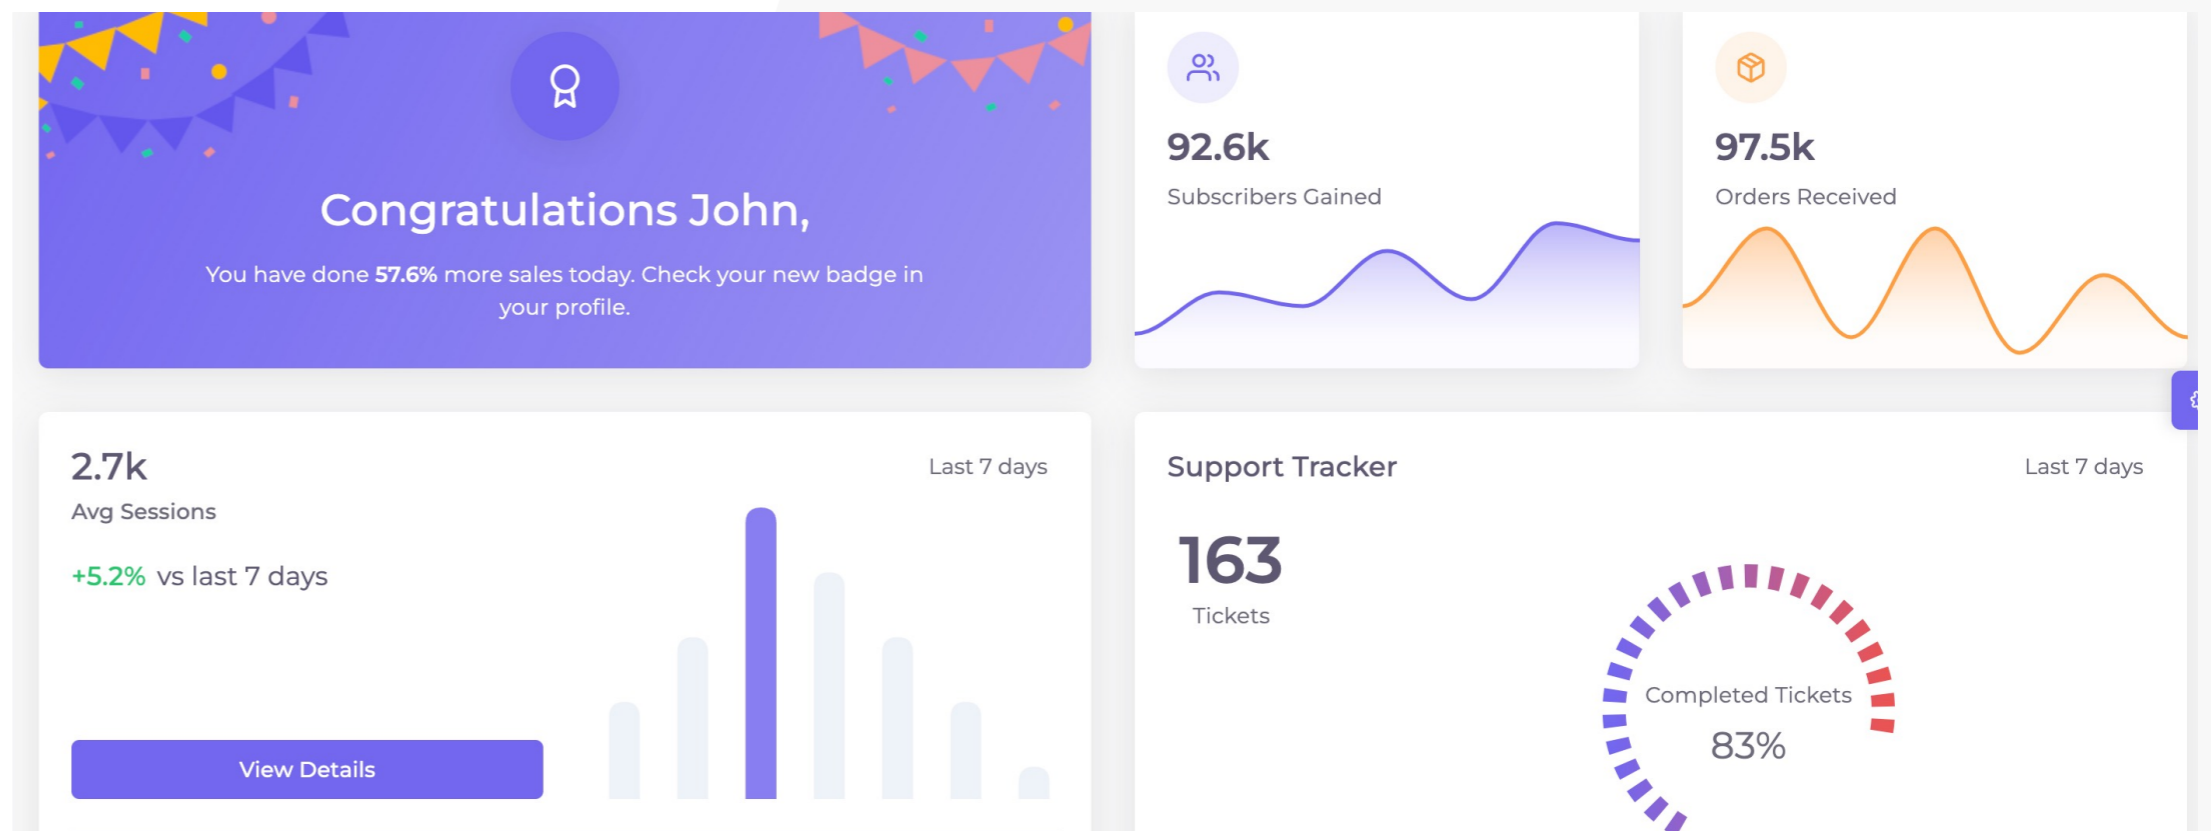 Congratulations John,
You have done 57.6% more sales today. Check your new badge in
your profile.
92.6k
Subscribers Gained
97.5k
Orders Received
2.7k
Last 7 days
Avg Sessions
+5.2% vs last 7 days
View Details
Support Tracker
Last 7 days
163
Tickets
Completed Tickets
83%